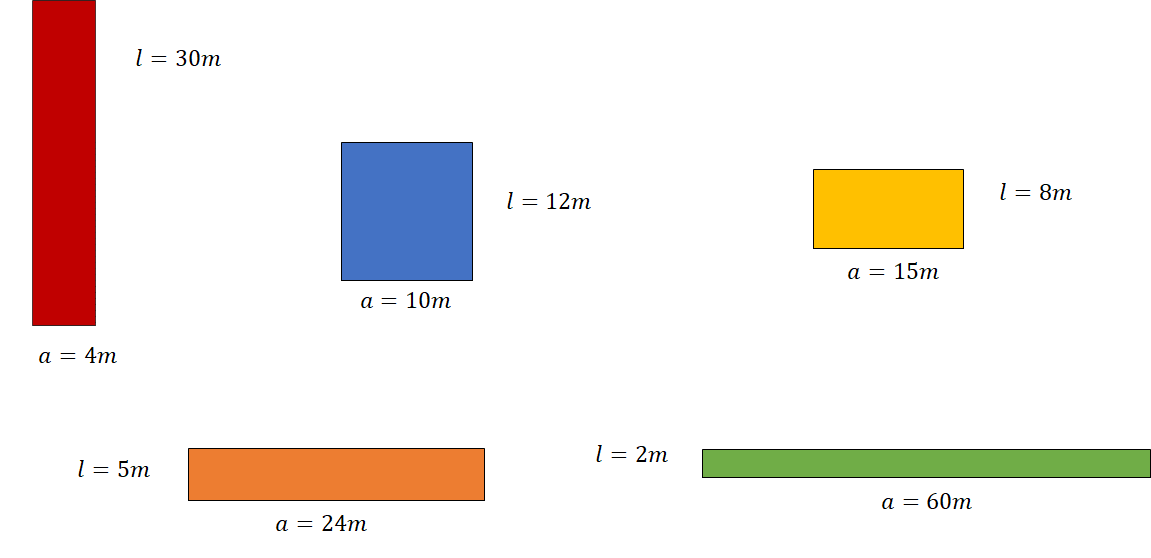 l = 30m
a = 4m
l = 12m
a = 10m
l = 8m
a = 15m
l = 5m
a = 24m
l = 2m
a = 60m